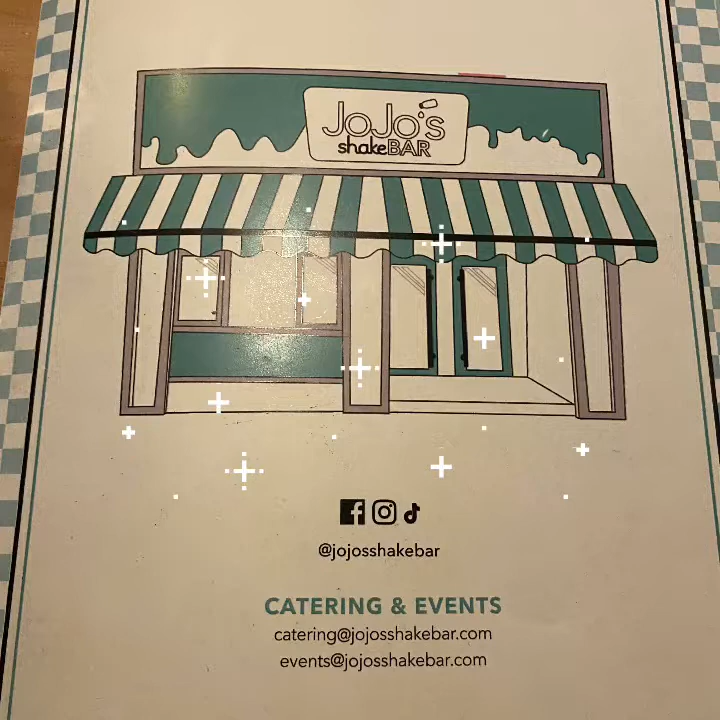 JoJo's
shakeBAR
@jojosshakebar
CATERING & EVENTS
catering@jojosshakebar.com
events@jojosshakebar.com